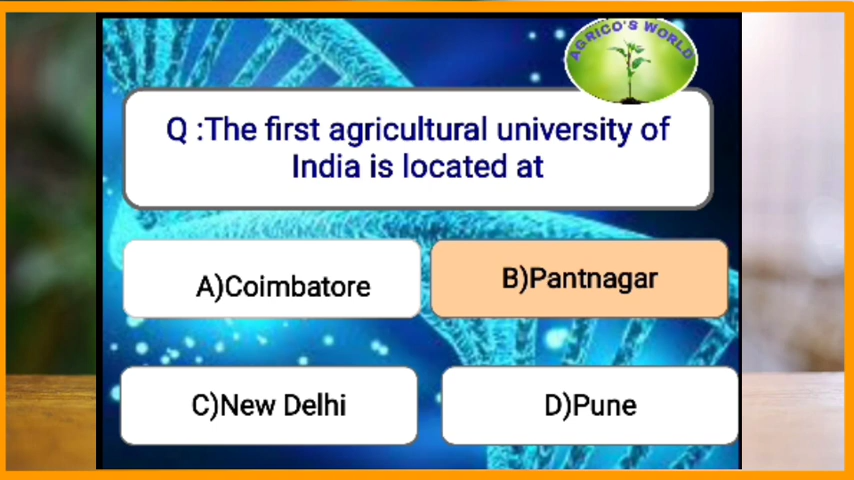 AGRICO'S WORLD
Q :The first agricultural university of
India is located at
A)Coimbatore
B)Pantnagar
C)New Delhi
D)Pune